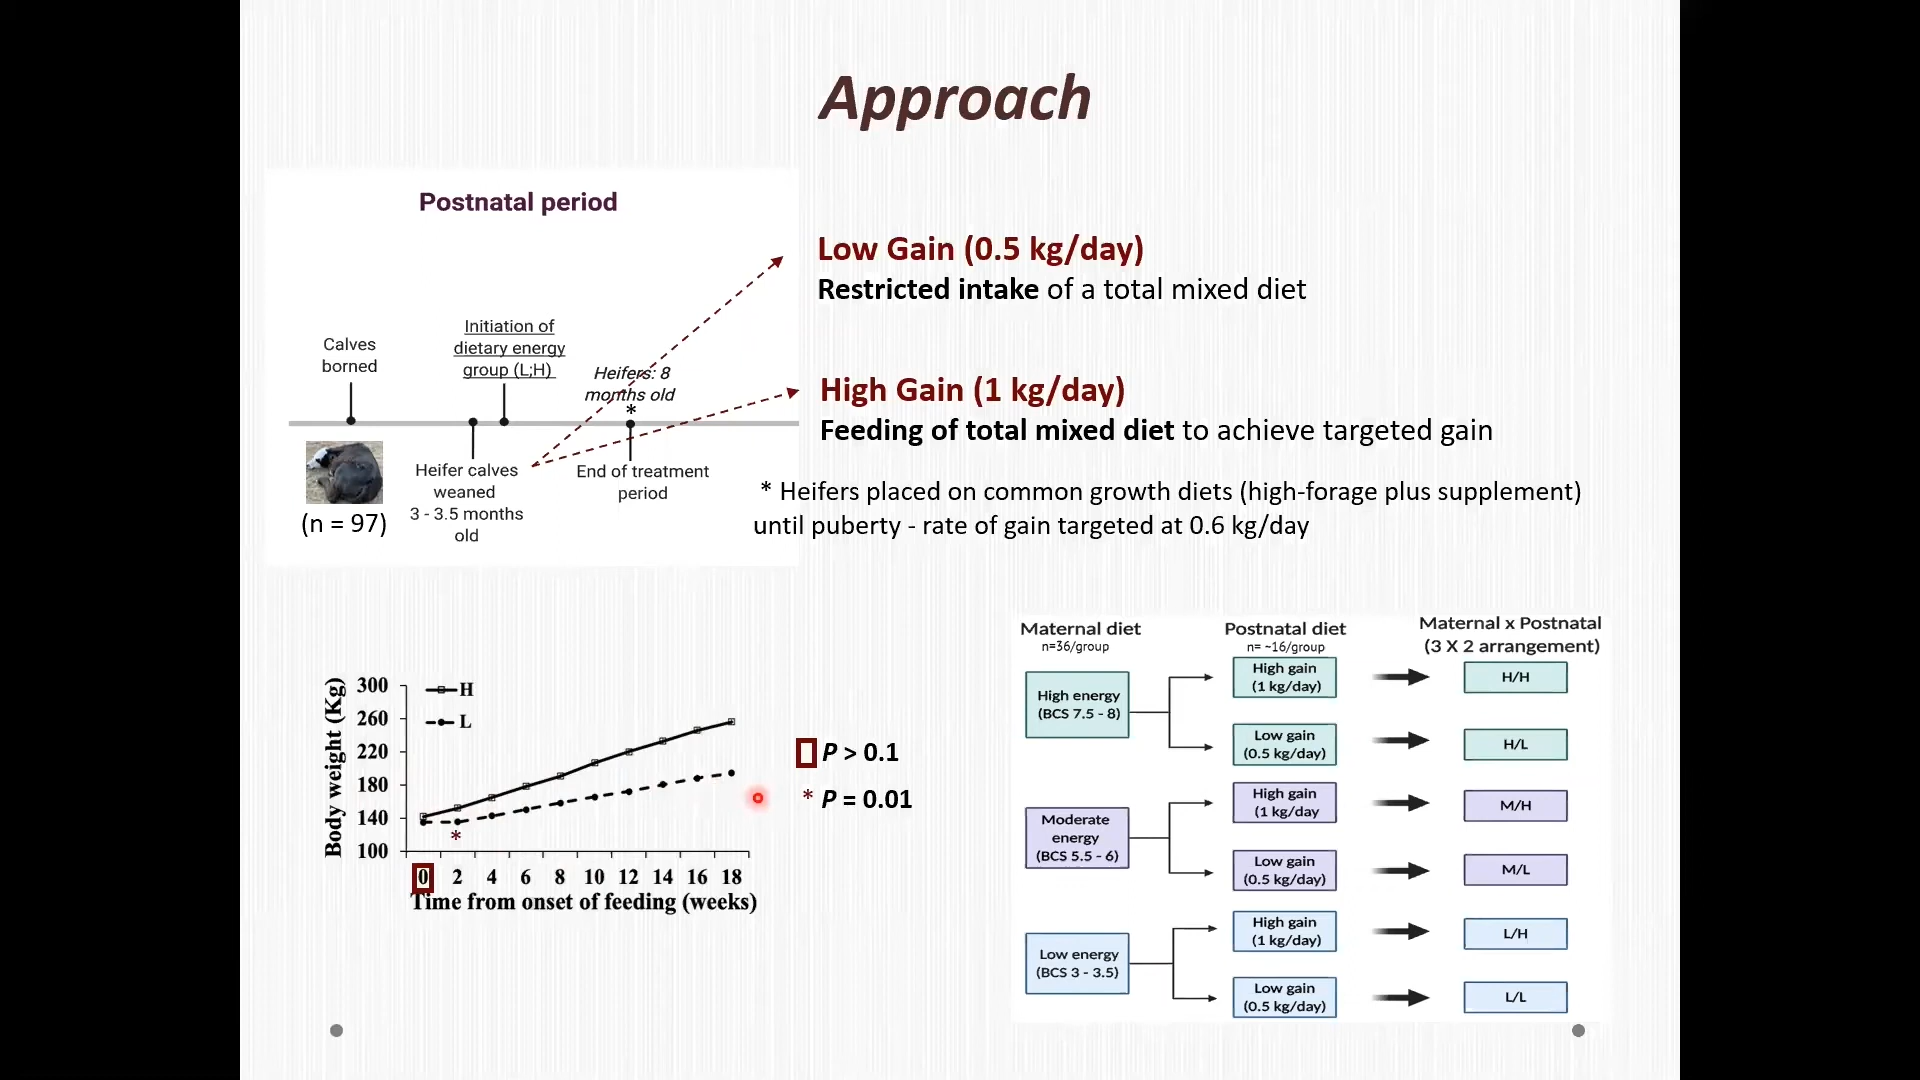 Approach
Postnatal period
Calves
borned
Initiation of
dietary energy
group (L;H)
Heifers: 8
months old
*
Heifer calves
weaned
3 - 3.5 months
old
End of treatment
period
(n = 97)
Low Gain (0.5 kg/day)
Restricted intake of a total mixed diet
High Gain (1 kg/day)
Feeding of total mixed diet to achieve targeted gain
* Heifers placed on common growth diets (high-forage plus supplement)
until puberty - rate of gain targeted at 0.6 kg/day
Body weight (Kg)
300
260
220
180
140
100
H
L
*
0 2 4 6 8 10 12 14 16 18
Time from onset of feeding (weeks)
P > 0.1
* P = 0.01
Maternal diet
n=36/group
Postnatal diet
n= ~16/group
Maternal x Postnatal
(3 X 2 arrangement)
High energy
(BCS 7.5 - 8)
High gain
(1 kg/day)
H/H
Low gain
(0.5 kg/day)
H/L
Moderate
energy
(BCS 5.5 - 6)
High gain
(1 kg/day
M/H
Low gain
(0.5 kg/day)
M/L
Low energy
(BCS 3 - 3.5)
High gain
(1 kg/day)
L/H
Low gain
(0.5 kg/day)
L/L